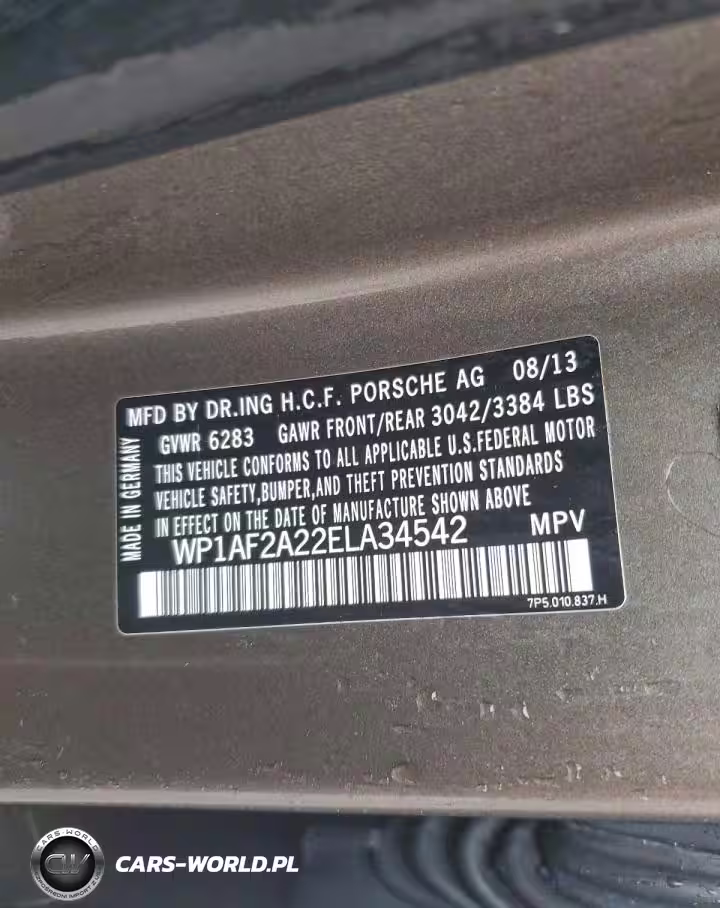 MFD BY DR.ING H.C.F. PORSCHE AG 08/13
GVWR 6283 GAWR FRONT/REAR 3042/3384 LBS
THIS VEHICLE CONFORMS TO ALL APPLICABLE U.S.FEDERAL MOTOR
VEHICLE SAFETY,BUMPER,AND THEFT PREVENTION STANDARDS
IN EFFECT ON THE DATE OF MANUFACTURE SHOWN ABOVE
WP1AF2A22ELA34542 MPV
7P5.010.837.H
MADE IN GERMANY
CARS-WORLD
CARS-WORLD.PL